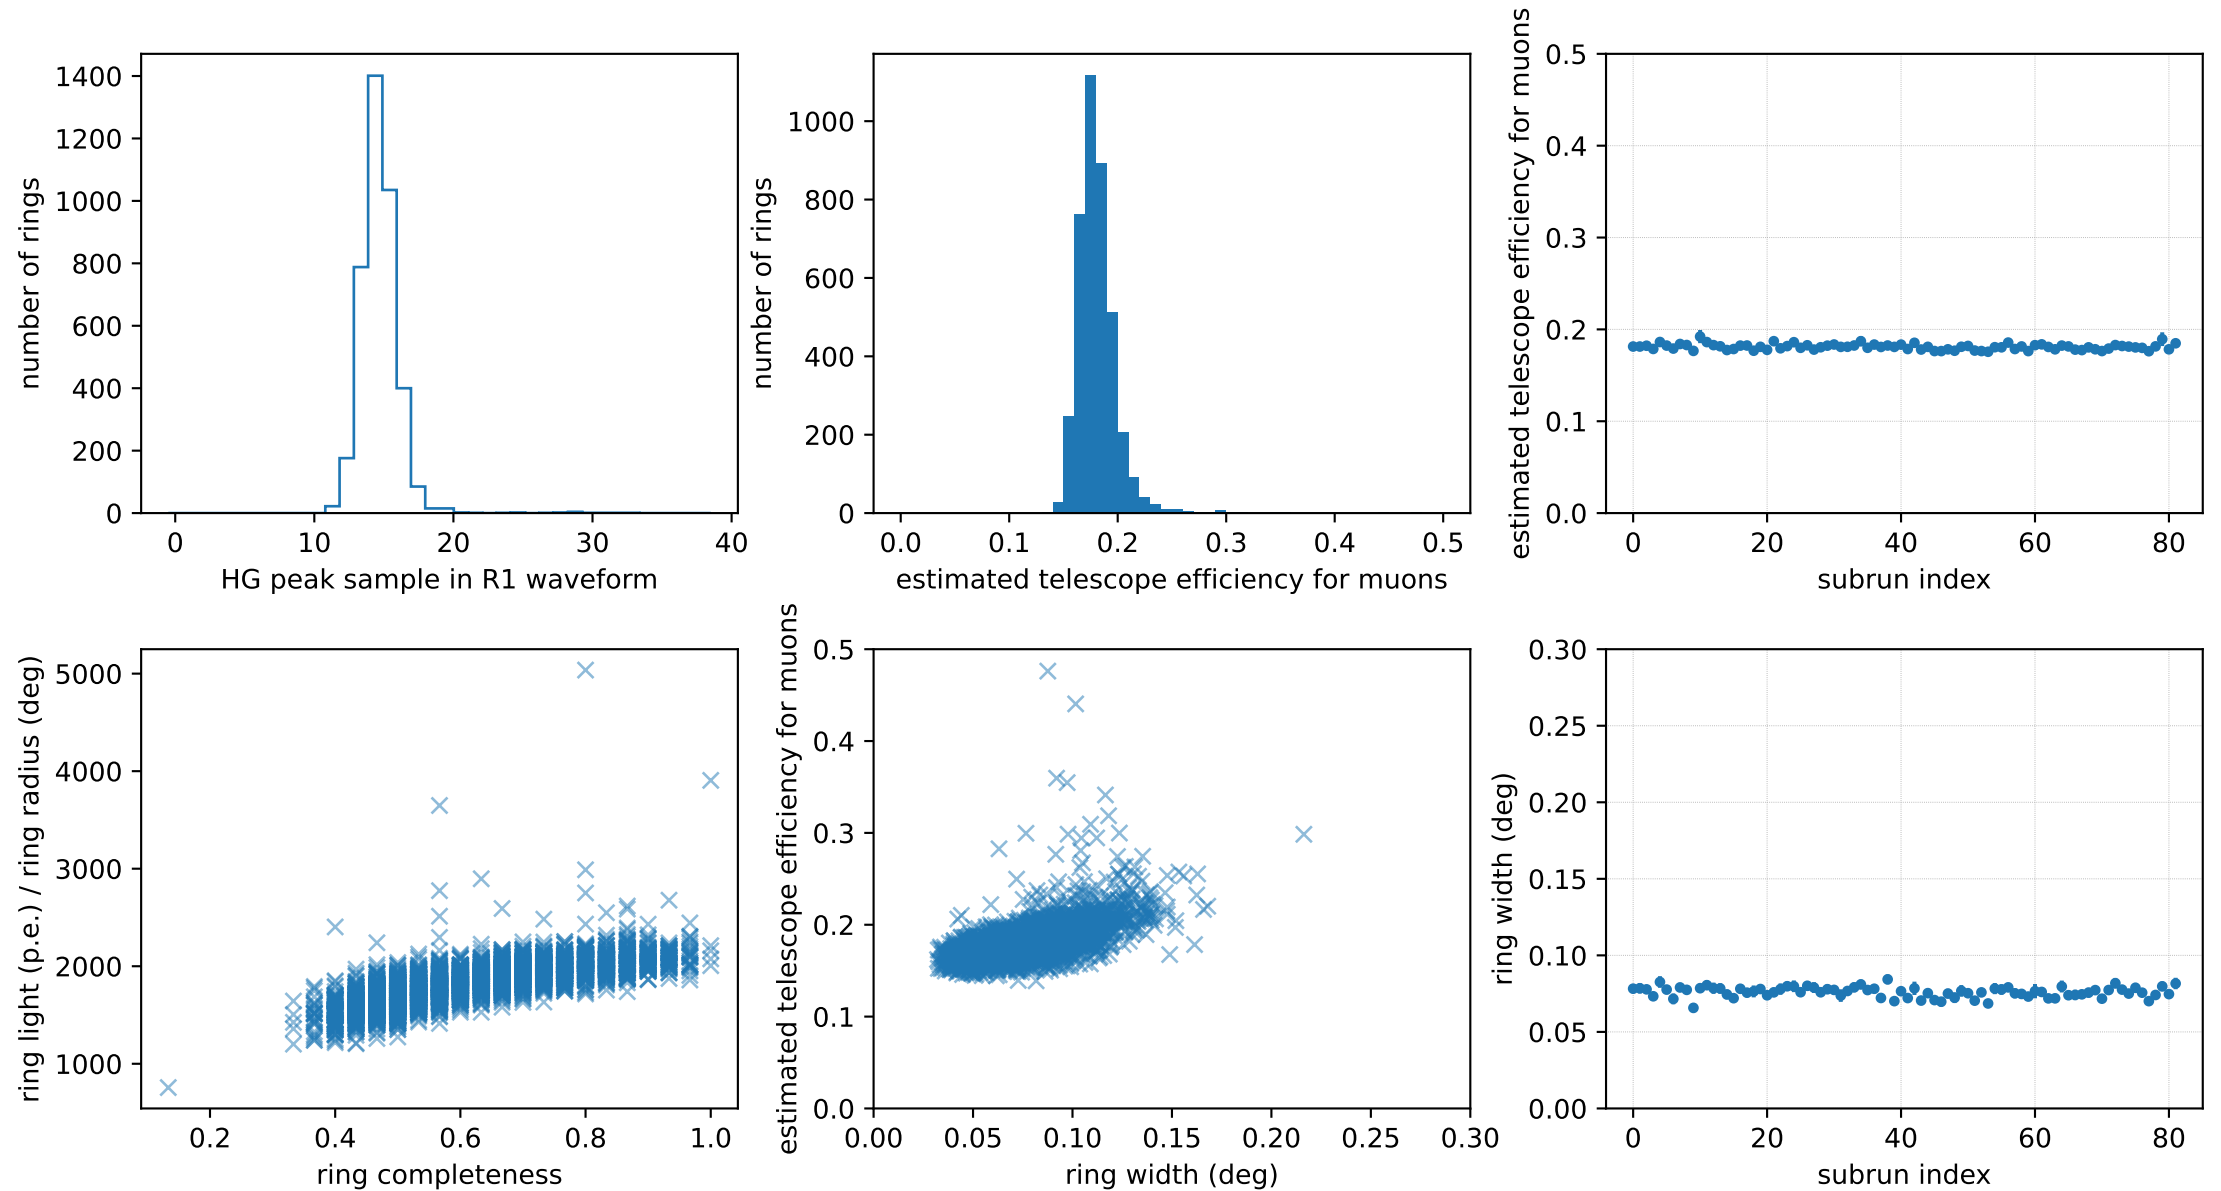 number of rings
1400
1200
1000
800
600
400
200
0
0 10 20 30 40
HG peak sample in R1 waveform
number of rings
1000
800
600
400
200
0
0.0 0.1 0.2 0.3 0.4 0.5
estimated telescope efficiency for muons
estimated telescope efficiency for muons
0.5
0.4
0.3
0.2
0.1
0.0
0 20 40 60 80
subrun index
ring light (p.e.) / ring radius (deg)
5000
4000
3000
2000
1000
0.2 0.4 0.6 0.8 1.0
ring completeness
estimated telescope efficiency for muons
0.5
0.4
0.3
0.2
0.1
0.0
0.00 0.05 0.10 0.15 0.20 0.25 0.30
ring width (deg)
ring width (deg)
0.30
0.25
0.20
0.15
0.10
0.05
0.00
0 20 40 60 80
subrun index